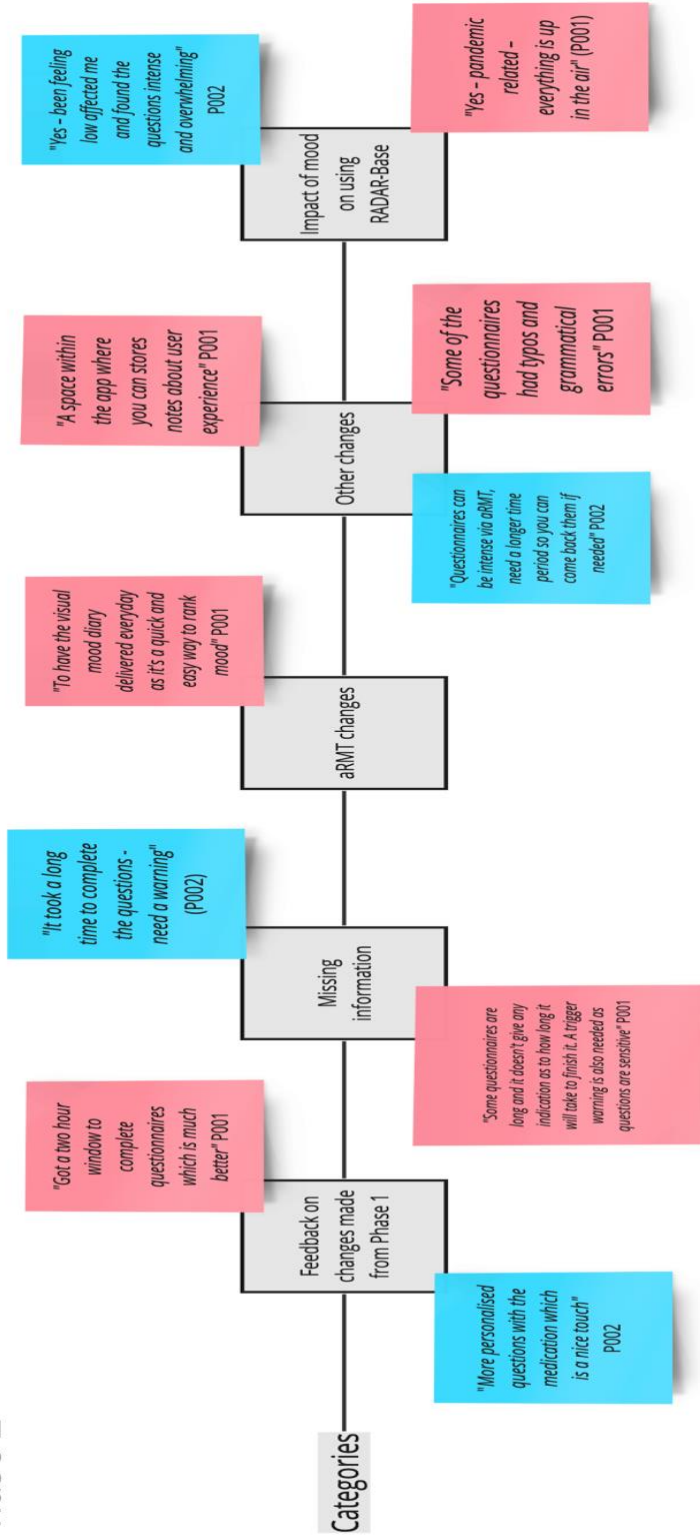 "Got a two hour
window to
complete
questionnaires
which is much
better" P001
"It took a long
time to complete
the questions -
need a warning"
(P002)
"To have the visual
mood diary
delivered everyday
as it's a quick and
easy way to rank
mood" P001
"A space within
the app where
you can stores
notes about user
experience" P001
"Yes – been feeling
low affected me
and found the
questions intense
and overwhelming"
P002
Categories
Feedback on
changes made
from Phase 1
Missing
information
aRMT changes
Other changes
Impact of mood
on using
RADAR-Base
"More personalised
questions with the
medication which
is a nice touch"
P002
"Some questionnaires are
long and it doesn't give any
indication as to how long it
will take to finish it. A trigger
warning is also needed as
questions are sensitive" P001
"Questionnaires can
be intense via aRMT,
need a longer time
period so you can
come back them if
needed" P002
"Some of the
questionnaires
had typos and
grammatical
errors" P001
"Yes – pandemic
related –
everything is up
in the air" (P001)